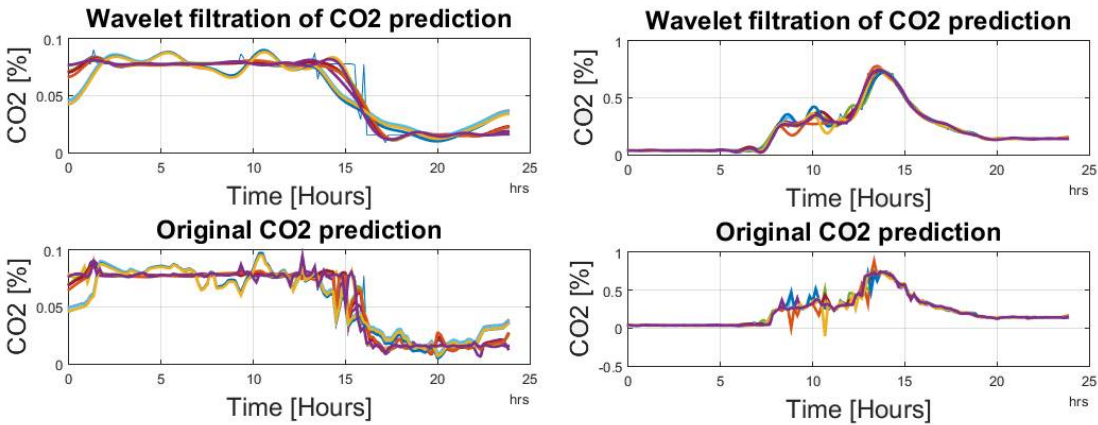 Wavelet filtration of CO2 prediction
CO2 [%]
0.1
0.05
0
0 5 10 15 20 25
Time [Hours]
hrs
Wavelet filtration of CO2 prediction
CO2 [%]
1
0.5
0
0 5 10 15 20 25
Time [Hours]
hrs
Original CO2 prediction
CO2 [%]
0.1
0.05
0
0 5 10 15 20 25
Time [Hours]
hrs
Original CO2 prediction
CO2 [%]
1
0.5
0
-0.5
0 5 10 15 20 25
Time [Hours]
hrs